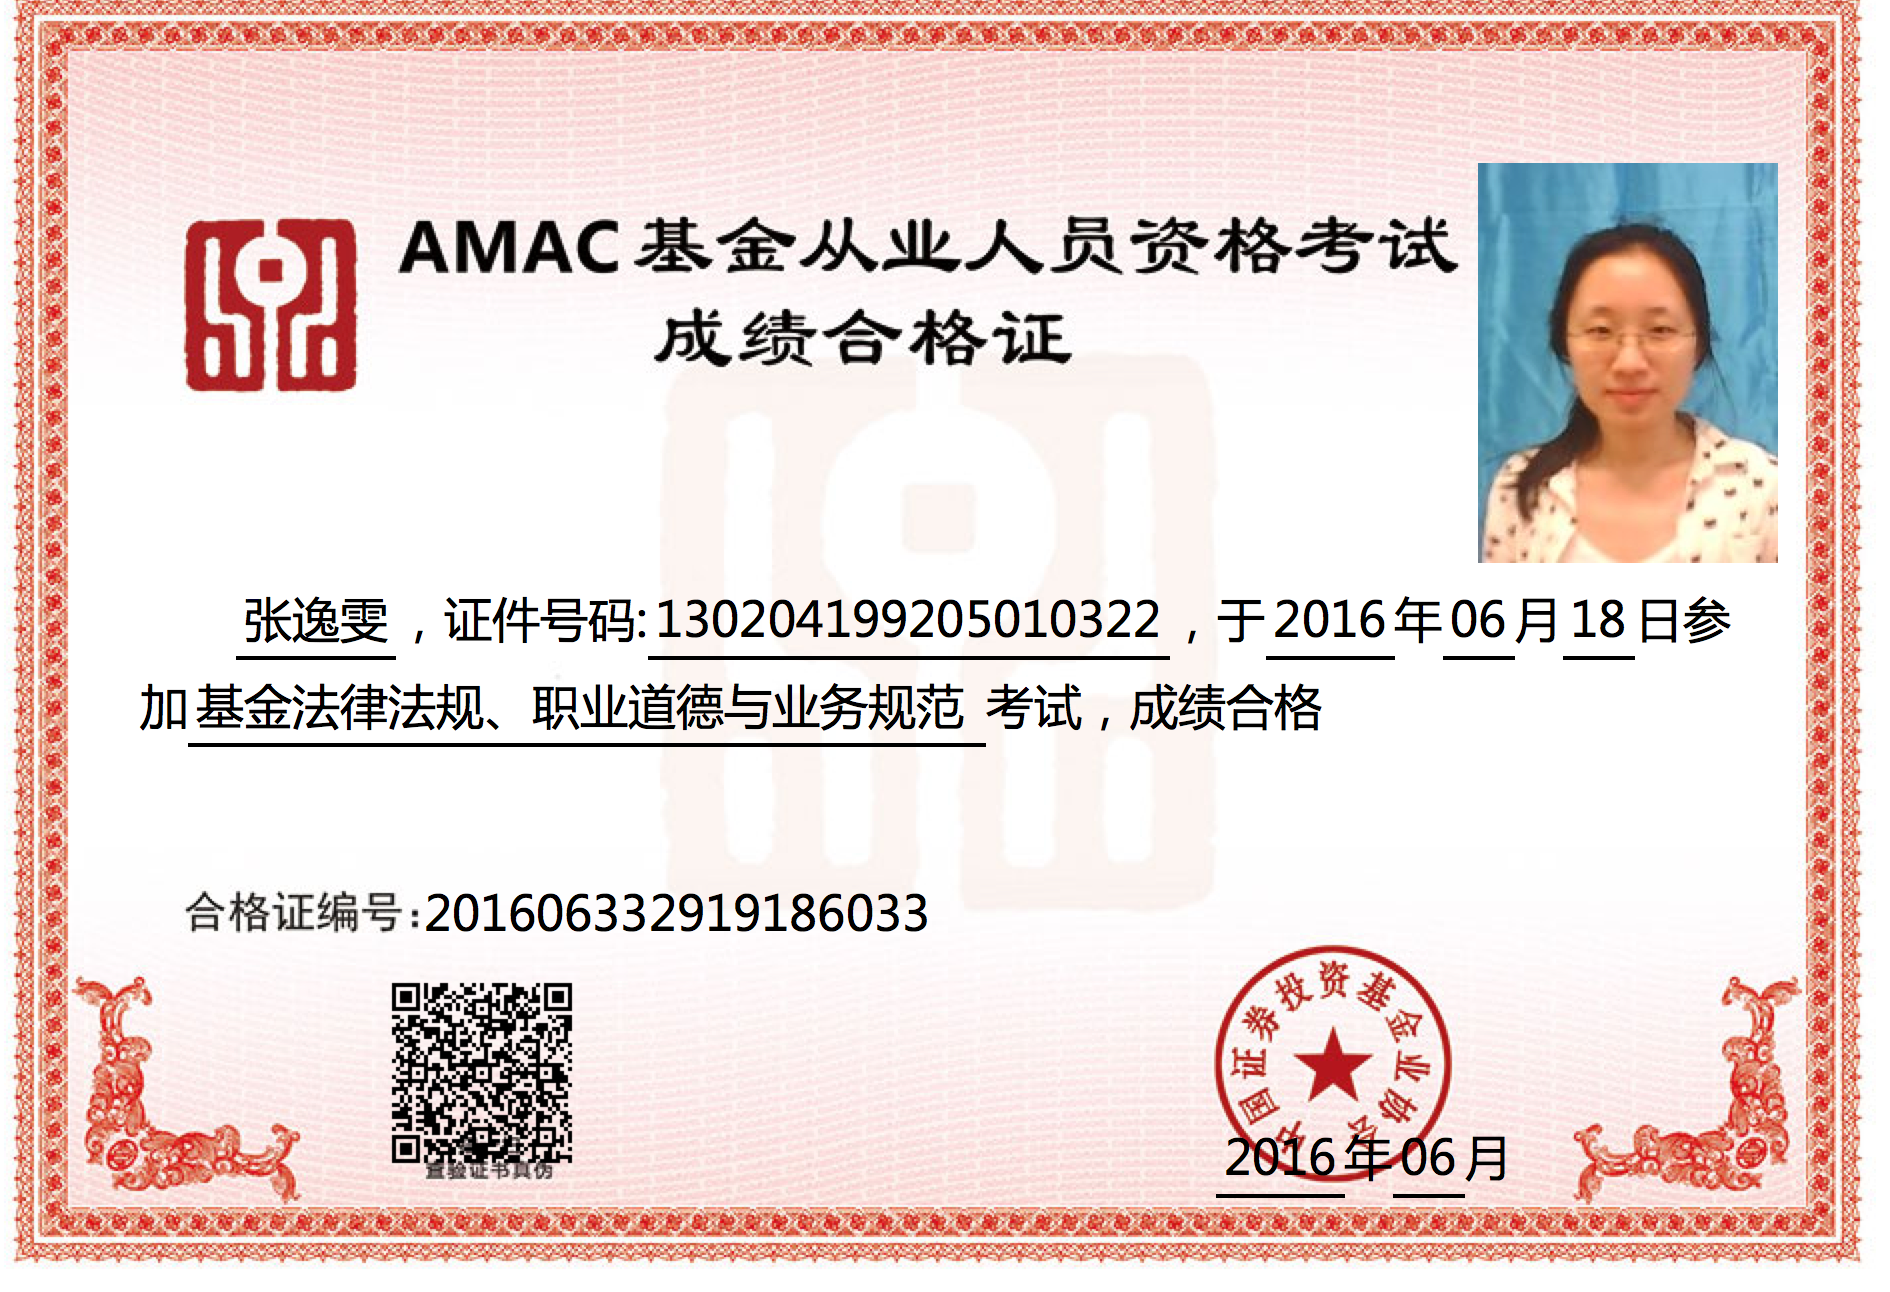 AMAC 基金从业人员资格考试
成绩合格证
张逸雯，证件号码:130204199205010322，于2016年06月18日参
加基金法律法规、职业道德与业务规范 考试，成绩合格
合格证编号:201606332919186033
查验证书真伪
中国证券投资基金业协会
2016年06月